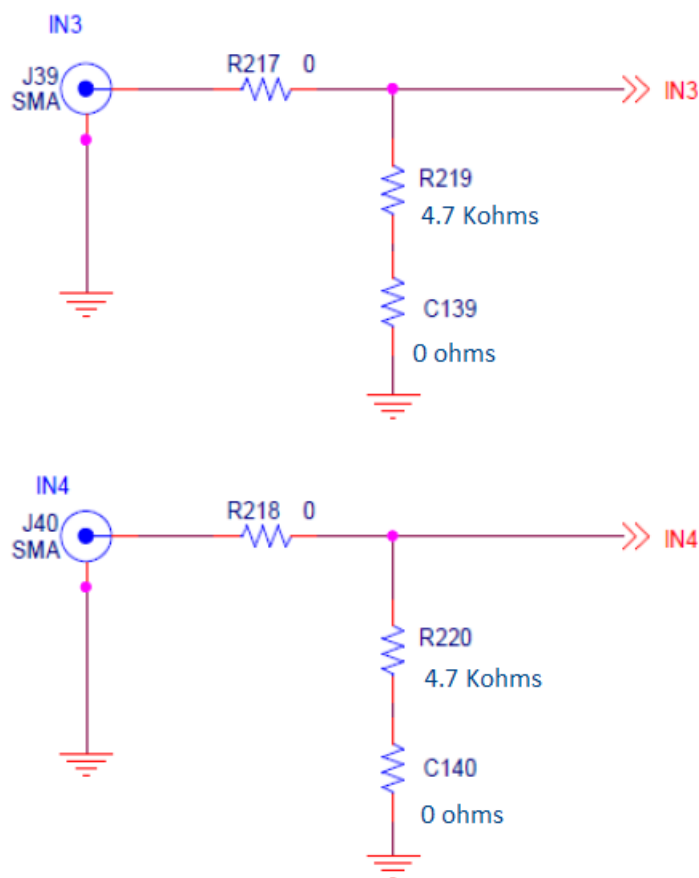 IN3
J39
SMA
R217 0
IN3
R219
4.7 Kohms
C139
0 ohms
IN4
J40
SMA
R218 0
IN4
R220
4.7 Kohms
C140
0 ohms